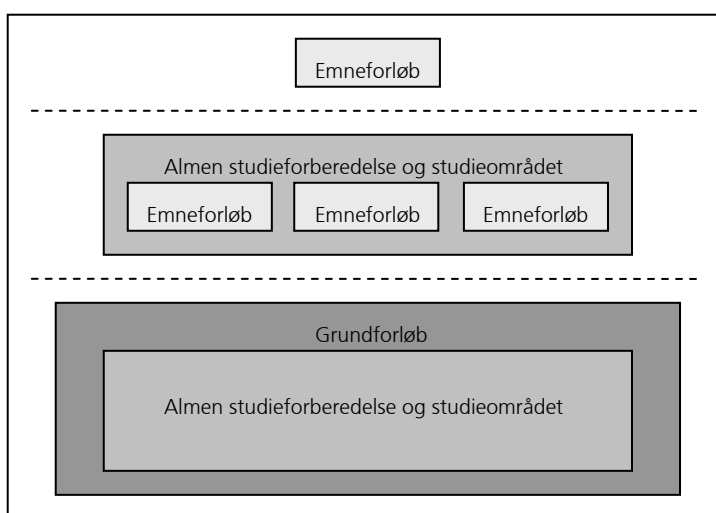 Emneforløb
Almen studieforberedelse og studieområdet
Emneforløb Emneforløb Emneforløb
Grundforløb
Almen studieforberedelse og studieområdet